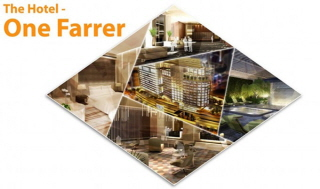 The Hotel -
One Farrer